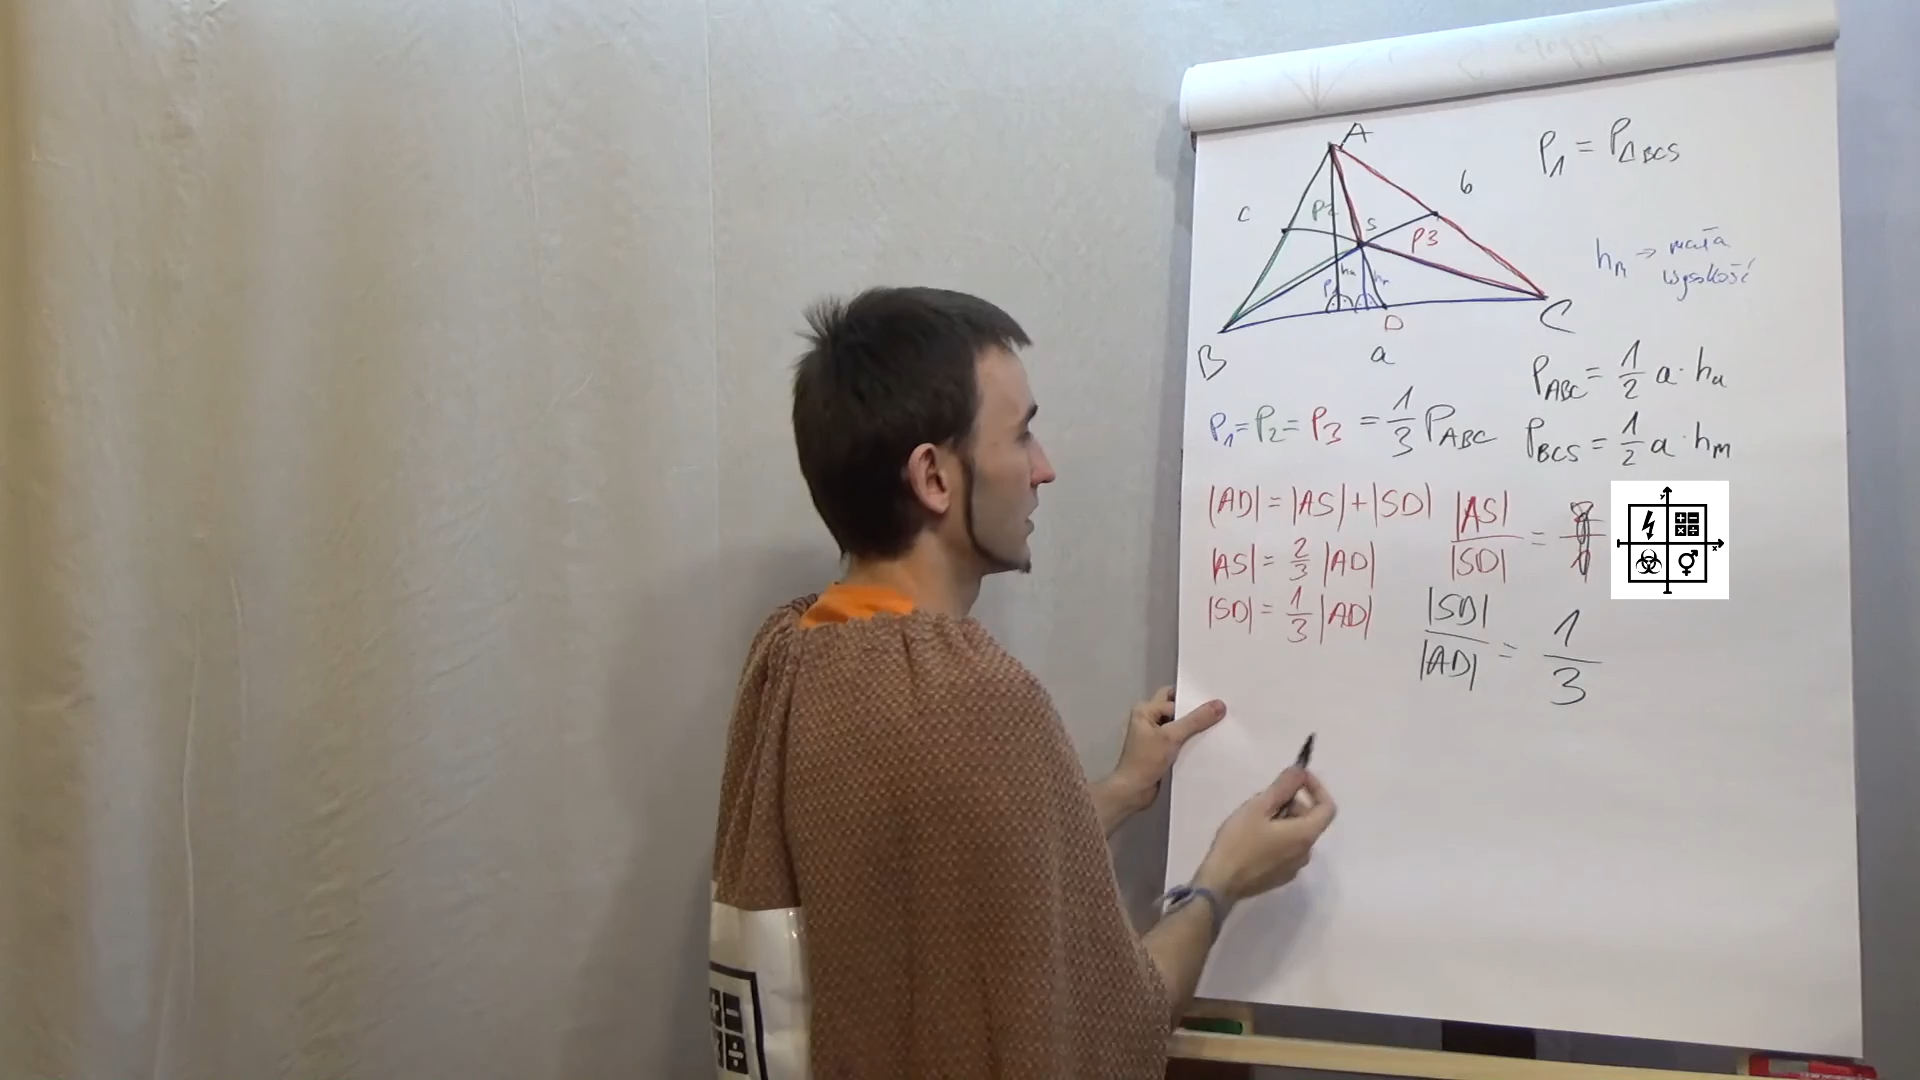 A
P₁ = P△BCS
b
c
P2
S
P3
hₐ
hₘ
hₘ → mała
wysokość
P₁
D
C
B
a
P_ABC = 1/2 a · hₐ
P₁ = P₂ = P₃ = 1/3 P_ABC
P_BCS = 1/2 a · hₘ
|AD| = |AS| + |SD|
|AS|/|SD| =
|AS| = 2/3 |AD|
|SD| = 1/3 |AD|
|SD|/|AD| = 1/3
y
x